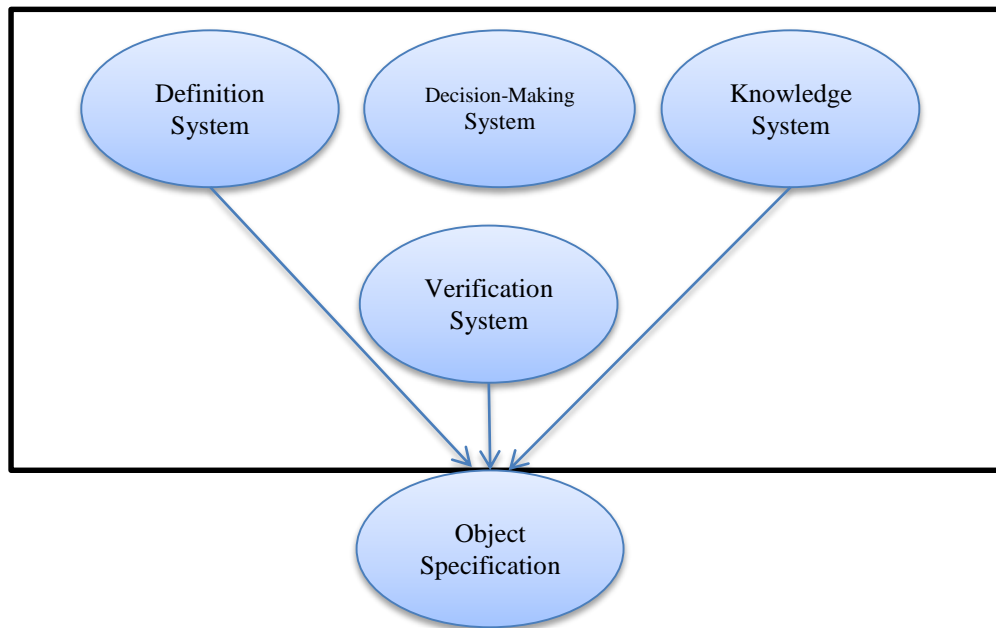 Definition
System
Decision-Making
System
Knowledge
System
Verification
System
Object
Specification